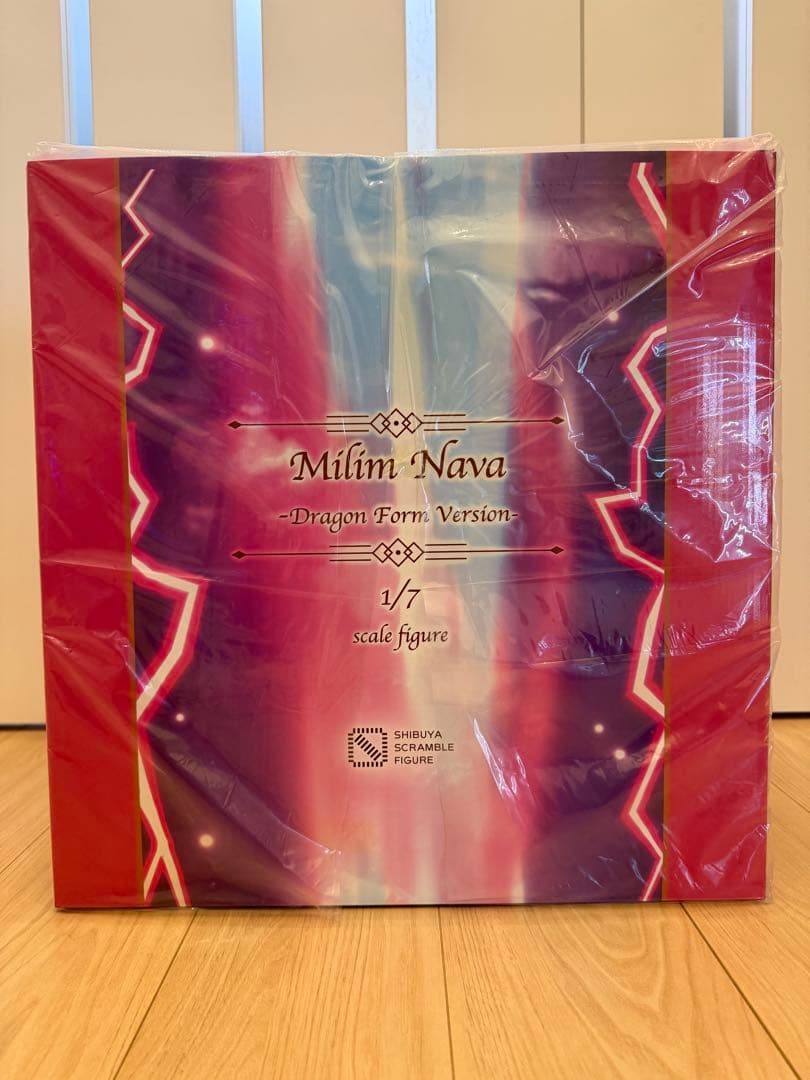 Milim Nava
-Dragon Form Version-
1/7
scale figure
SHIBUYA
SCRAMBLE
FIGURE